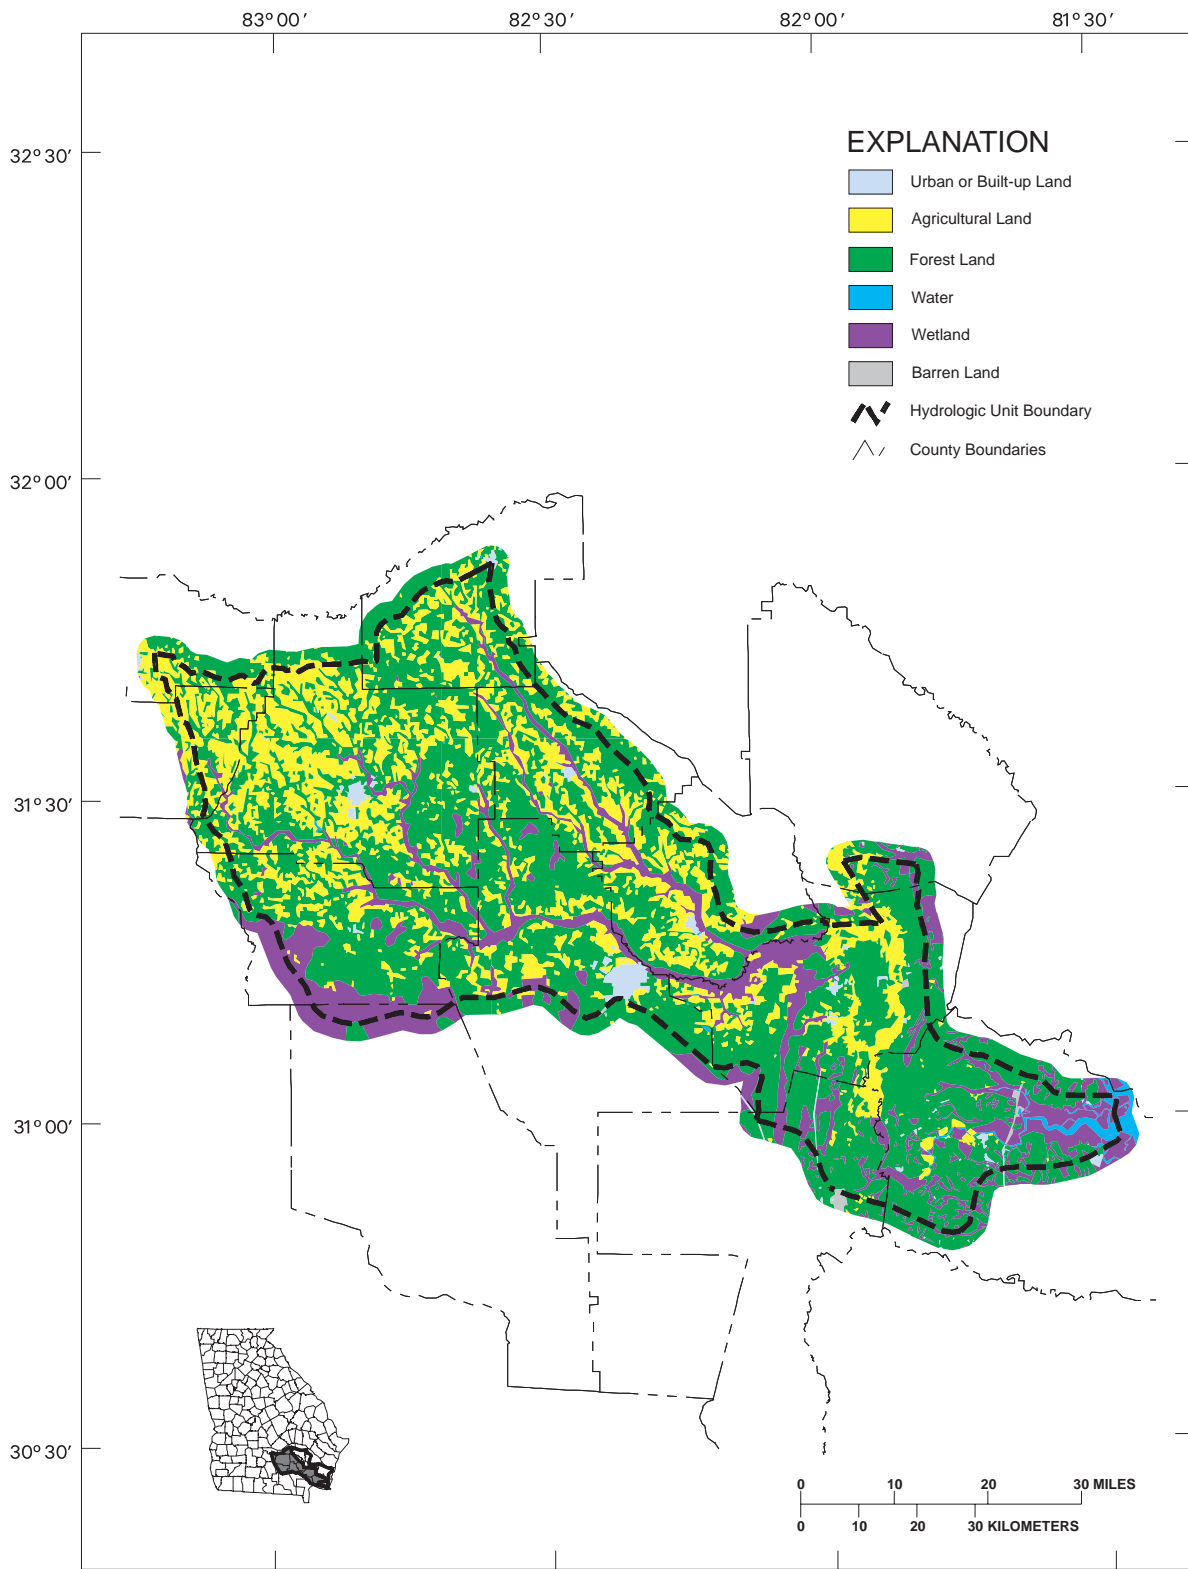 83°00′ 82°30′ 82°00′ 81°30′
32°30′
EXPLANATION
Urban or Built-up Land
Agricultural Land
Forest Land
Water
Wetland
Barren Land
Hydrologic Unit Boundary
County Boundaries
32°00′
31°30′
31°00′
30°30′
0 10 20 30 MILES
0 10 20 30 KILOMETERS